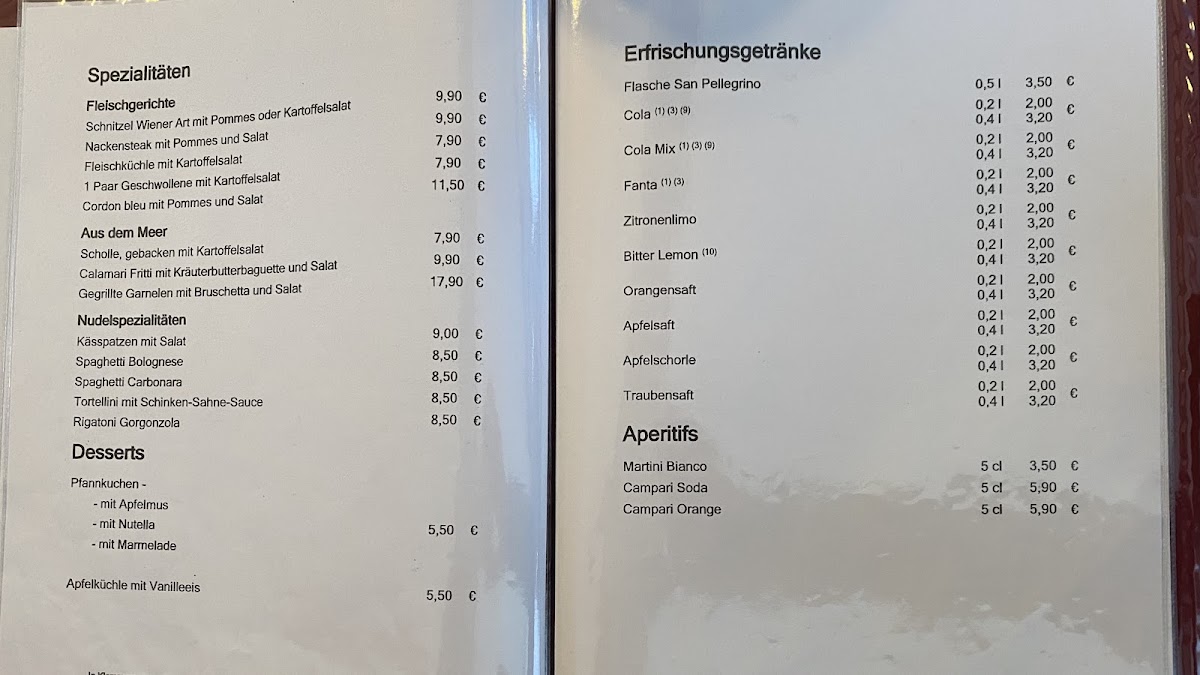 Spezialitäten
Fleischgerichte
Schnitzel Wiener Art mit Pommes oder Kartoffelsalat 9,90 €
Nackensteak mit Pommes und Salat 9,90 €
Fleischküchle mit Kartoffelsalat 7,90 €
1 Paar Geschwollene mit Kartoffelsalat 7,90 €
Cordon bleu mit Pommes und Salat 11,50 €
Aus dem Meer
Scholle, gebacken mit Kartoffelsalat 7,90 €
Calamari Fritti mit Kräuterbutterbaguette und Salat 9,90 €
Gegrillte Garnelen mit Bruschetta und Salat 17,90 €
Nudelspezialitäten
Kässpatzen mit Salat 9,00 €
Spaghetti Bolognese 8,50 €
Spaghetti Carbonara 8,50 €
Tortellini mit Schinken-Sahne-Sauce 8,50 €
Rigatoni Gorgonzola 8,50 €
Desserts
Pfannkuchen -
- mit Apfelmus
- mit Nutella 5,50 €
- mit Marmelade
Apfelküchle mit Vanilleeis 5,50 €
Erfrischungsgetränke
Flasche San Pellegrino 0,5 l 3,50 €
Cola (1) (3) (9) 0,2 l 2,00 €
0,4 l 3,20
Cola Mix (1) (3) (9) 0,2 l 2,00 €
0,4 l 3,20
Fanta (1) (3) 0,2 l 2,00 €
0,4 l 3,20
Zitronenlimo 0,2 l 2,00 €
0,4 l 3,20
Bitter Lemon (10) 0,2 l 2,00 €
0,4 l 3,20
Orangensaft 0,2 l 2,00 €
0,4 l 3,20
Apfelsaft 0,2 l 2,00 €
0,4 l 3,20
Apfelschorle 0,2 l 2,00 €
0,4 l 3,20
Traubensaft 0,2 l 2,00 €
0,4 l 3,20
Aperitifs
Martini Bianco 5 cl 3,50 €
Campari Soda 5 cl 5,90 €
Campari Orange 5 cl 5,90 €